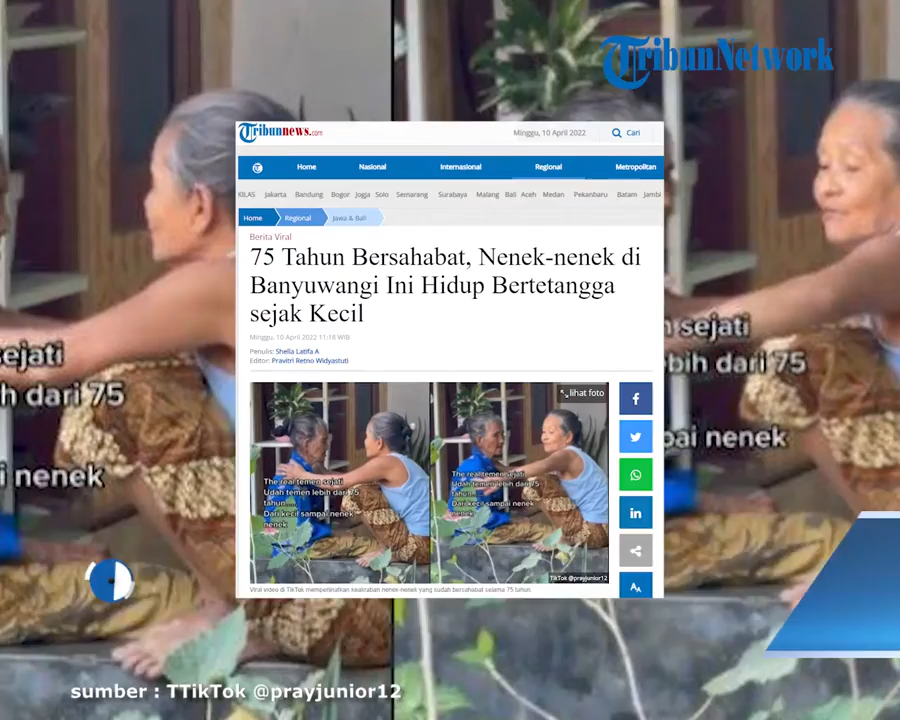 TribunNetwork
Tribunnews.com
Minggu, 10 April 2022
Cari
Home Nasional Internasional Regional Metropolitan
KILAS Jakarta Bandung Bogor Jogja Solo Semarang Surabaya Malang Bali Aceh Medan Pekanbaru Batam Jambi
Home Regional Jawa & Bali
Berita Viral
75 Tahun Bersahabat, Nenek-nenek di
Banyuwangi Ini Hidup Bertetangga
sejak Kecil
Minggu, 10 April 2022 11:18 WIB
Penulis: Shella Latifa A
Editor: Pravitri Retno Widyastuti
lihat foto
The real temen sejati
Udah temen lebih dari 75
tahun....
Dari kecil sampai nenek
nenek
The real temen sejati
Udah temen lebih dari 75
tahun....
Dari kecil sampai nenek
nenek
TikTok @prayjunior12
Viral video di TikTok memperlihatkan keakraban nenek-nenek yang sudah bersahabat selama 75 tahun.
sejati
h dari 75
i nenek
n sejati
bih dari 75
pai nenek
sumber : TTikTok @prayjunior12